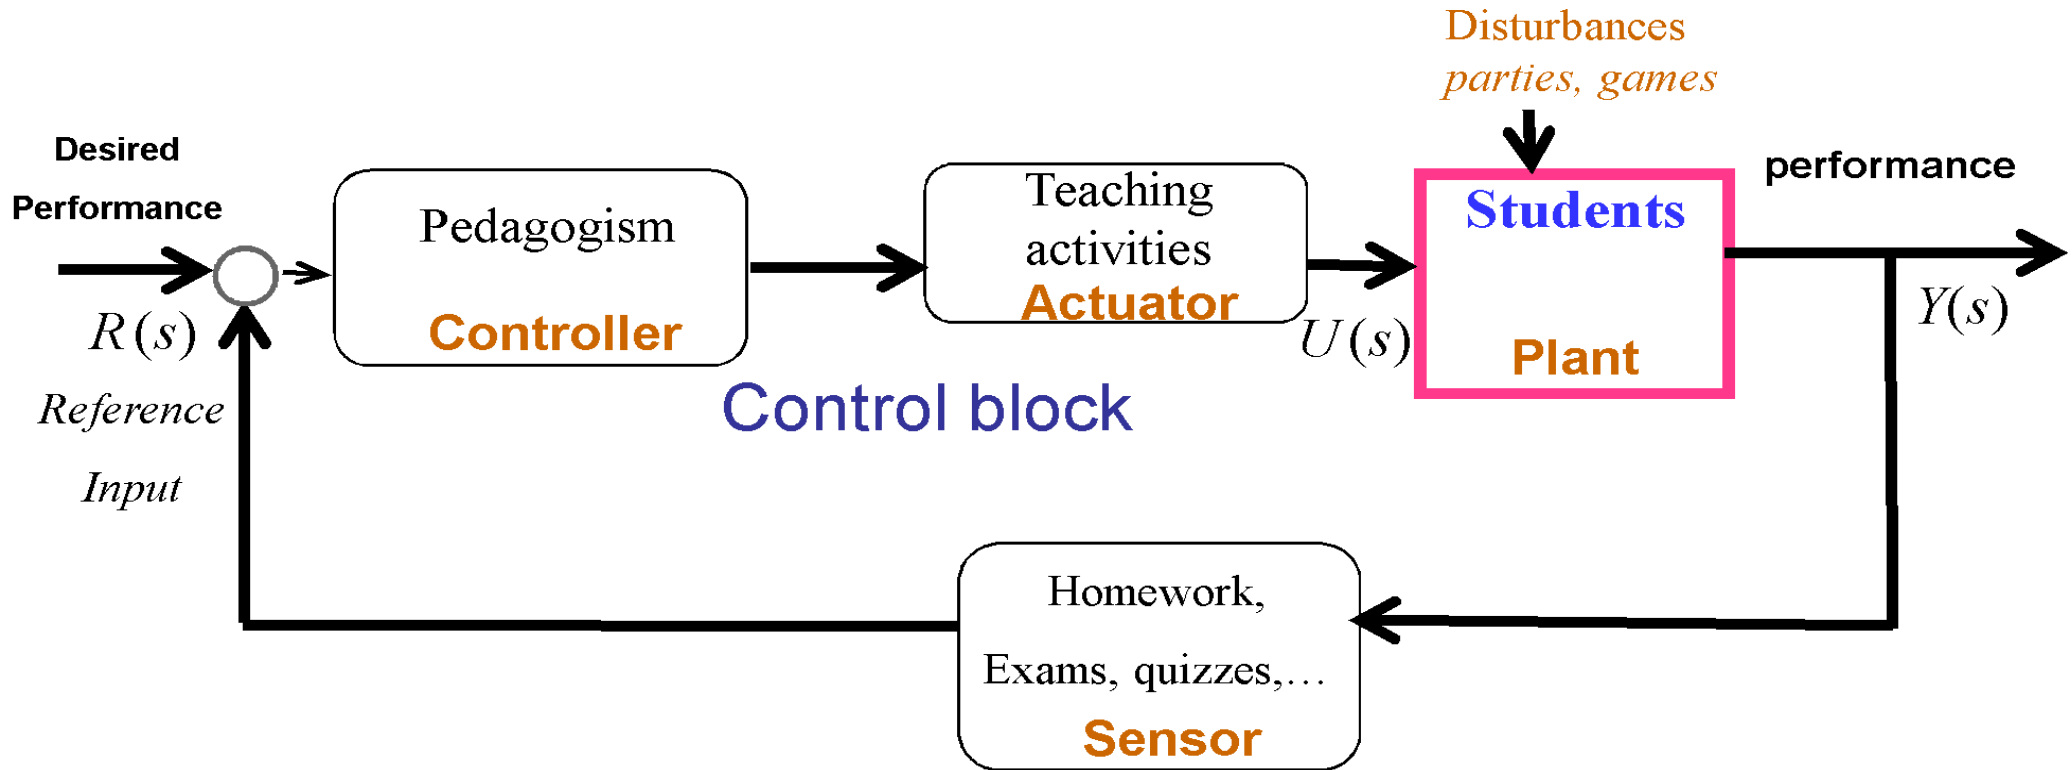 Disturbances
parties, games
Desired
Performance
R(s)
Reference
Input
Pedagogism
Controller
Teaching
activities
Actuator
U(s)
Students
Plant
performance
Y(s)
Control block
Homework,
Exams, quizzes,...
Sensor